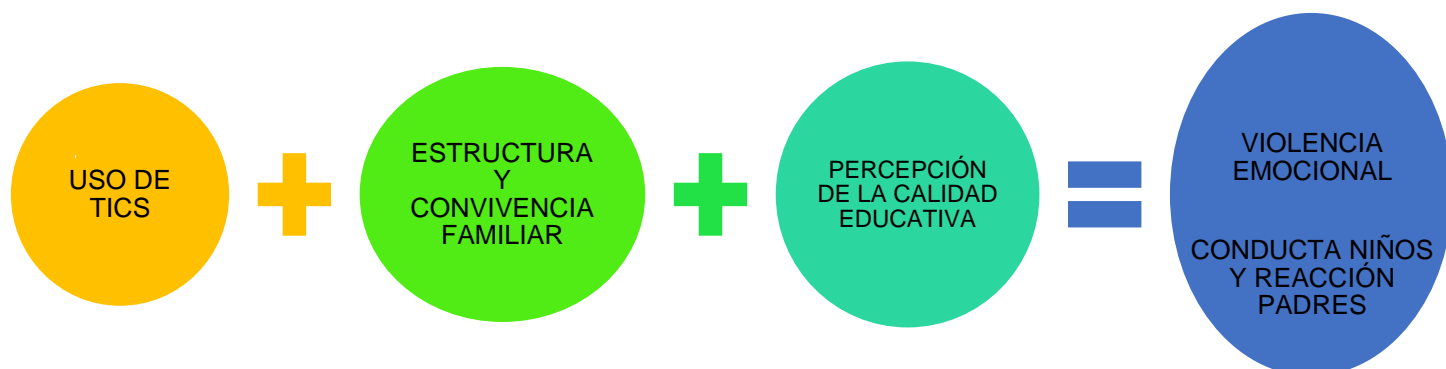 USO DE
TICS
ESTRUCTURA
Y
CONVIVENCIA
FAMILIAR
PERCEPCIÓN
DE LA CALIDAD
EDUCATIVA
VIOLENCIA
EMOCIONAL
CONDUCTA NIÑOS
Y REACCIÓN
PADRES